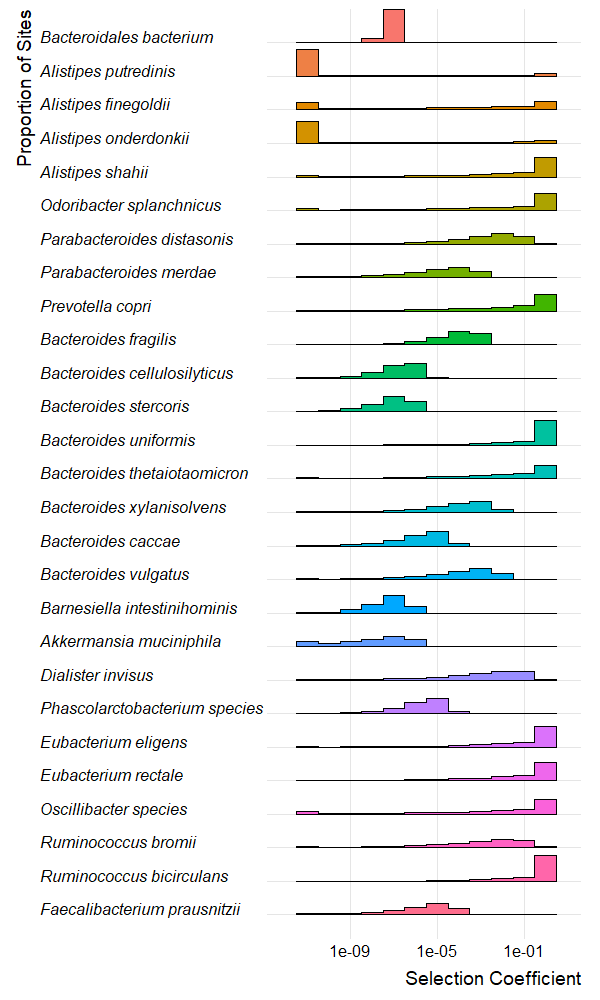 Proportion of Sites
Bacteroidales bacterium
Alistipes putredinis
Alistipes finegoldii
Alistipes onderdonkii
Alistipes shahii
Odoribacter splanchnicus
Parabacteroides distasonis
Parabacteroides merdae
Prevotella copri
Bacteroides fragilis
Bacteroides cellulosilyticus
Bacteroides stercoris
Bacteroides uniformis
Bacteroides thetaiotaomicron
Bacteroides xylanisolvens
Bacteroides caccae
Bacteroides vulgatus
Barnesiella intestinihominis
Akkermansia muciniphila
Dialister invisus
Phascolarctobacterium species
Eubacterium eligens
Eubacterium rectale
Oscillibacter species
Ruminococcus bromii
Ruminococcus bicirculans
Faecalibacterium prausnitzii
1e-09 1e-05 1e-01
Selection Coefficient